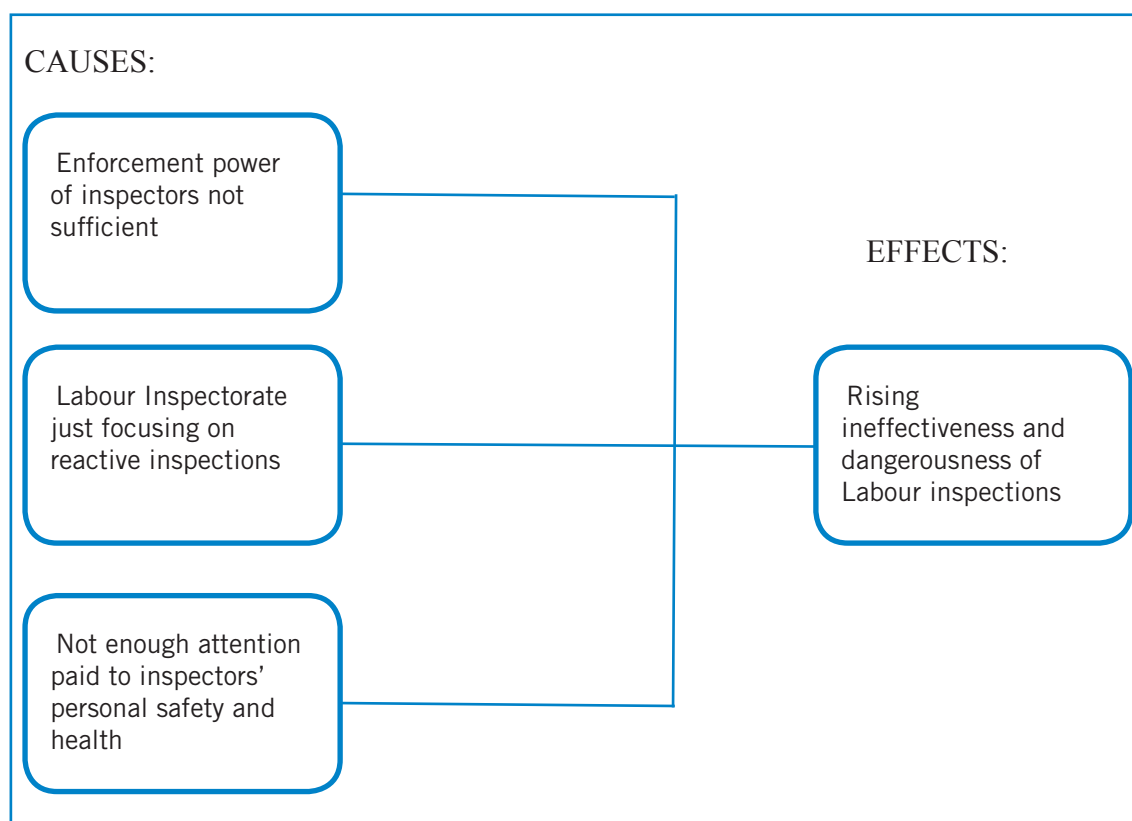 CAUSES:
Enforcement power
of inspectors not
sufficient
Labour Inspectorate
just focusing on
reactive inspections
Not enough attention
paid to inspectors’
personal safety and
health
EFFECTS:
Rising
ineffectiveness and
dangerousness of
Labour inspections